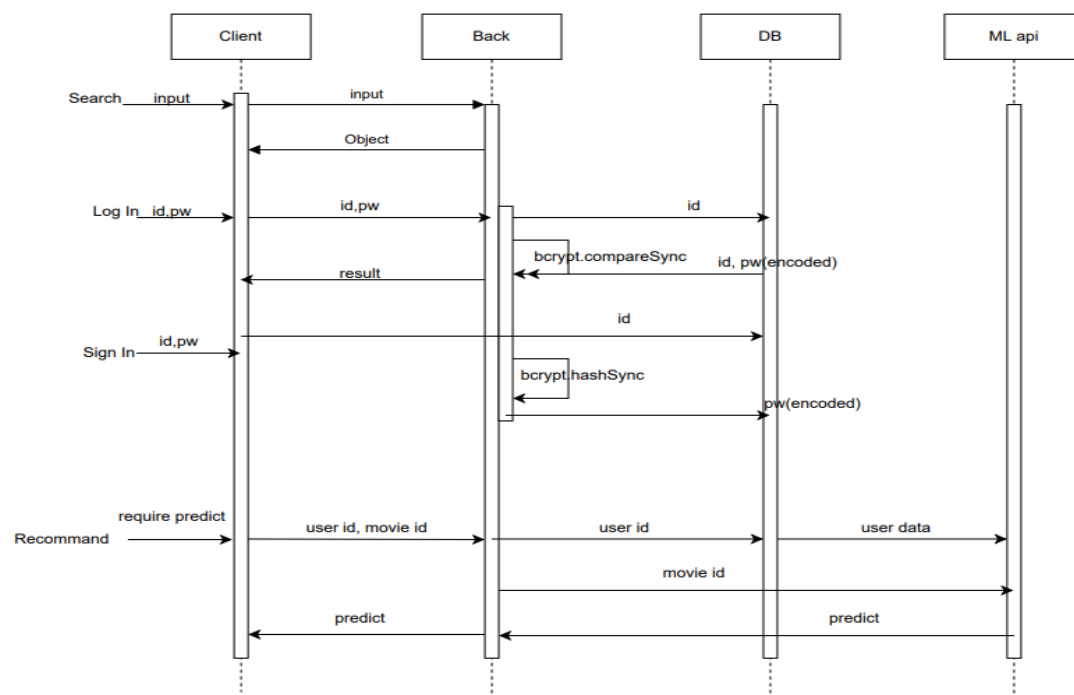 Client
Back
DB
ML api
Search
input
input
Object
Log In
id,pw
id,pw
id
bcrypt.compareSync
id, pw(encoded)
result
id
Sign In
id,pw
bcrypt.hashSync
pw(encoded)
require predict
Recommand
user id, movie id
user id
user data
movie id
predict
predict